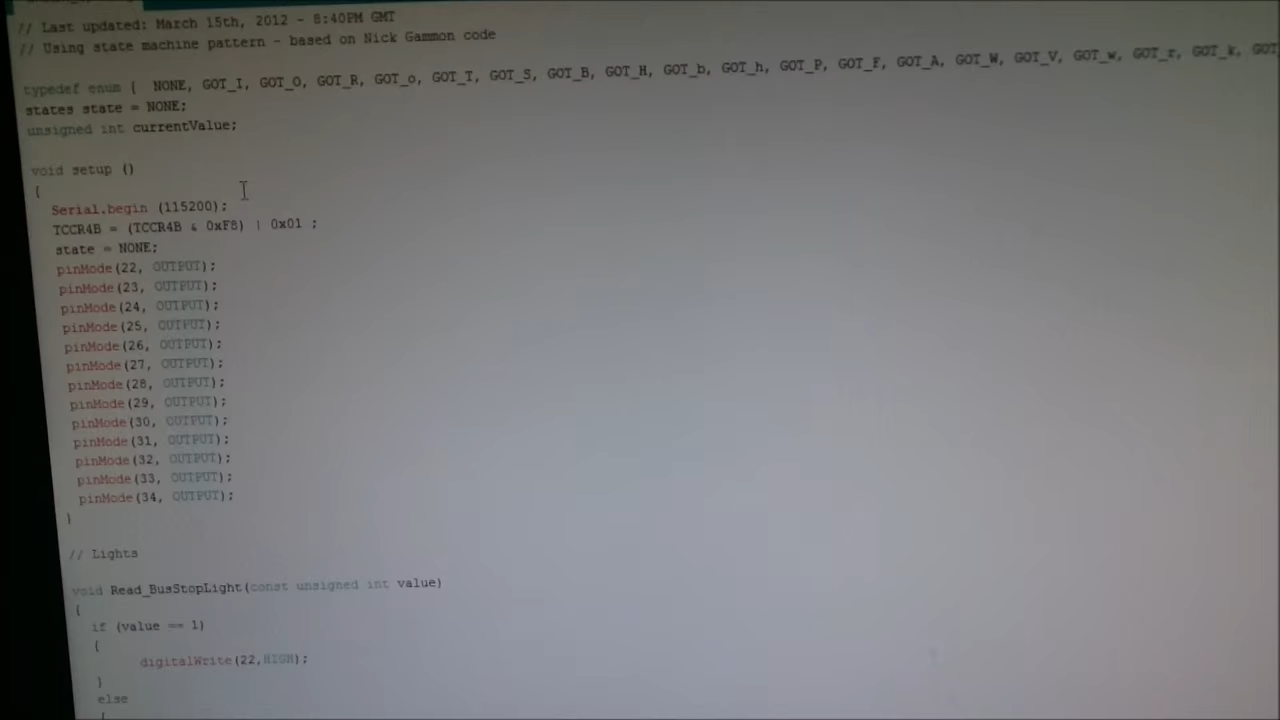 // Last updated: March 15th, 2012 - 8:40PM GMT
// Using state machine pattern - based on Nick Gammon code
typedef enum {  NONE, GOT_I, GOT_O, GOT_R, GOT_o, GOT_T, GOT_S, GOT_B, GOT_H, GOT_b, GOT_h, GOT_P, GOT_F, GOT_A, GOT_W, GOT_V, GOT_w, GOT_r, GOT_k, GOT
states state = NONE;
unsigned int currentValue;
void setup ()
{
Serial.begin (115200);
TCCR4B = (TCCR4B & 0xF8) | 0x01 ;
state = NONE;
pinMode(22, OUTPUT);
pinMode(23, OUTPUT);
pinMode(24, OUTPUT);
pinMode(25, OUTPUT);
pinMode(26, OUTPUT);
pinMode(27, OUTPUT);
pinMode(28, OUTPUT);
pinMode(29, OUTPUT);
pinMode(30, OUTPUT);
pinMode(31, OUTPUT);
pinMode(32, OUTPUT);
pinMode(33, OUTPUT);
pinMode(34, OUTPUT);
}
// Lights
void Read_BusStopLight(const unsigned int value)
{
if (value == 1)
{
digitalWrite(22,HIGH);
}
else
{